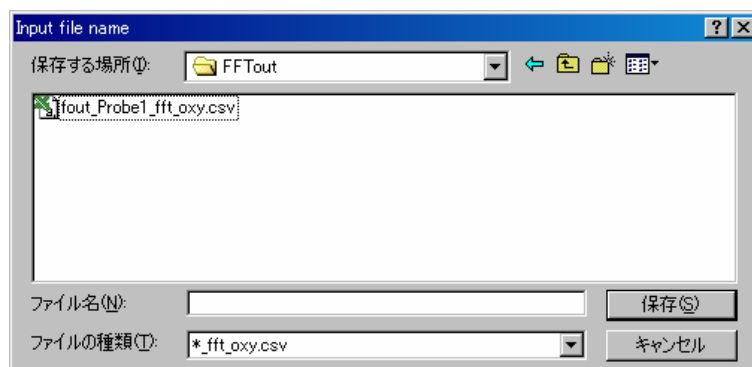 Input file name
保存する場所(I):
FFTout
fout_Probe1_fft_oxy.csv
ファイル名(N):
保存(S)
ファイルの種類(T):
*_fft_oxy.csv
キャンセル